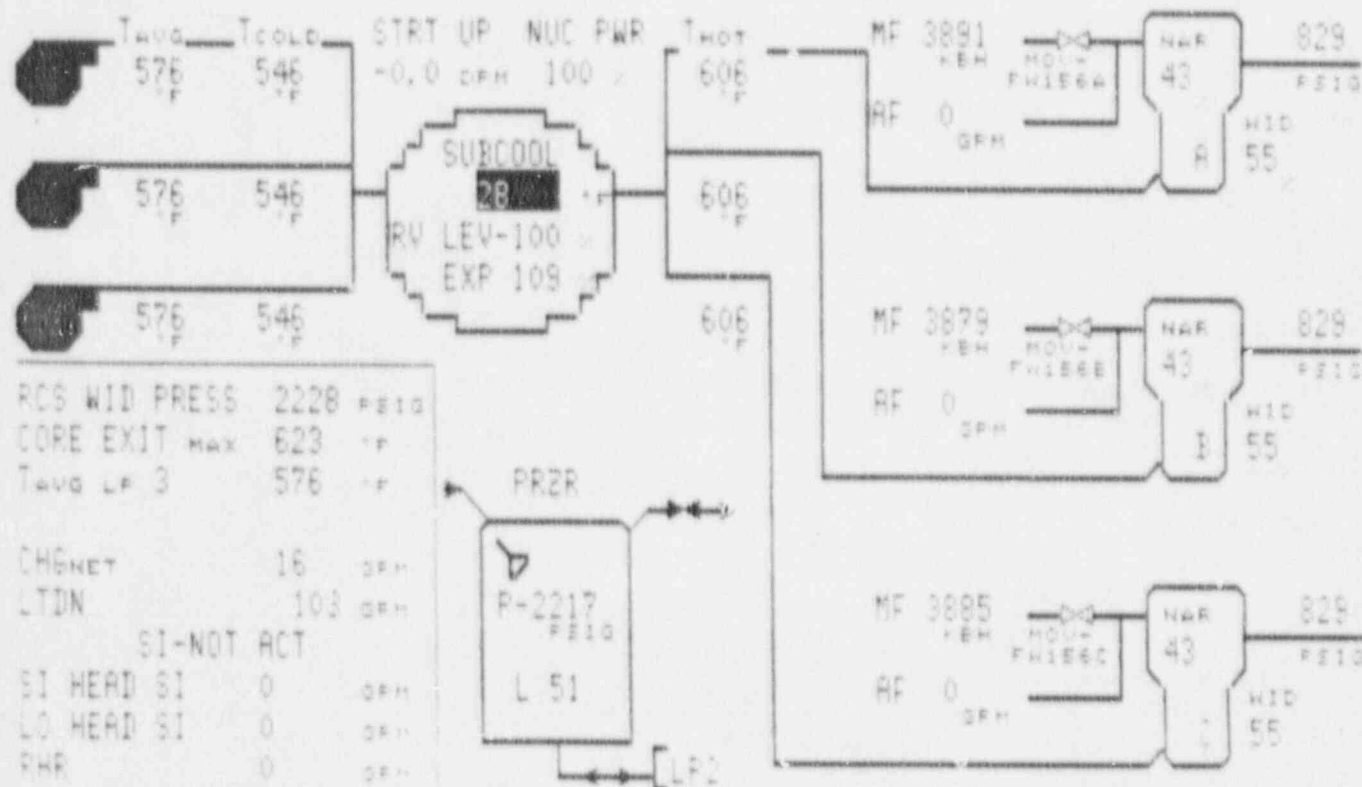 TAVG TCOLD STRT UP NUC PWR THOT
576 °F 546 °F -0.0 DPM 100 % 606 °F
MF 3891 KBH MOV-FW156A NAR 43 829 PSIG
AF 0 GPM A WID 55 %
SUBCOOL
28 °F
576 °F 546 °F 606 °F
RV LEV-100 %
EXP 109
576 °F 546 °F 606 °F
MF 3879 KBH MOV-FW156B NAR 43 829 PSIG
AF 0 GPM B WID 55
RCS WID PRESS 2228 PSIG
CORE EXIT MAX 623 °F
TAVG LP 3 576 °F
CHGNET 16 GPM
LTDN 103 GPM
SI-NOT ACT
SI HEAD SI 0 GPM
LO HEAD SI 0 GPM
RHR 0 GPM
PRZR
P-2217 PSIG
L 51
LP2
MF 3885 KBH MOV-FW156C NAR 43 829 PSIG
AF 0 GPM C WID 55